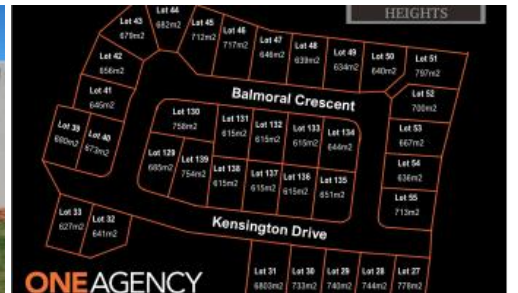 HEIGHTS
Lot 43
679m2
Lot 44
682m2
Lot 45
712m2
Lot 46
717m2
Lot 47
646m2
Lot 48
639m2
Lot 49
634m2
Lot 50
640m2
Lot 51
797m2
Lot 42
656m2
Lot 41
645m2
Lot 52
700m2
Balmoral Crescent
Lot 39
660m2
Lot 40
673m2
Lot 130
758m2
Lot 131
615m2
Lot 132
615m2
Lot 133
615m2
Lot 134
644m2
Lot 53
667m2
Lot 129
685m2
Lot 139
754m2
Lot 138
615m2
Lot 137
615m2
Lot 136
615m2
Lot 135
651m2
Lot 54
636m2
Lot 55
713m2
Lot 33
627m2
Lot 32
641m2
Kensington Drive
Lot 31
6803m2
Lot 30
733m2
Lot 29
740m2
Lot 28
744m2
Lot 27
778m2
ONEAGENCY